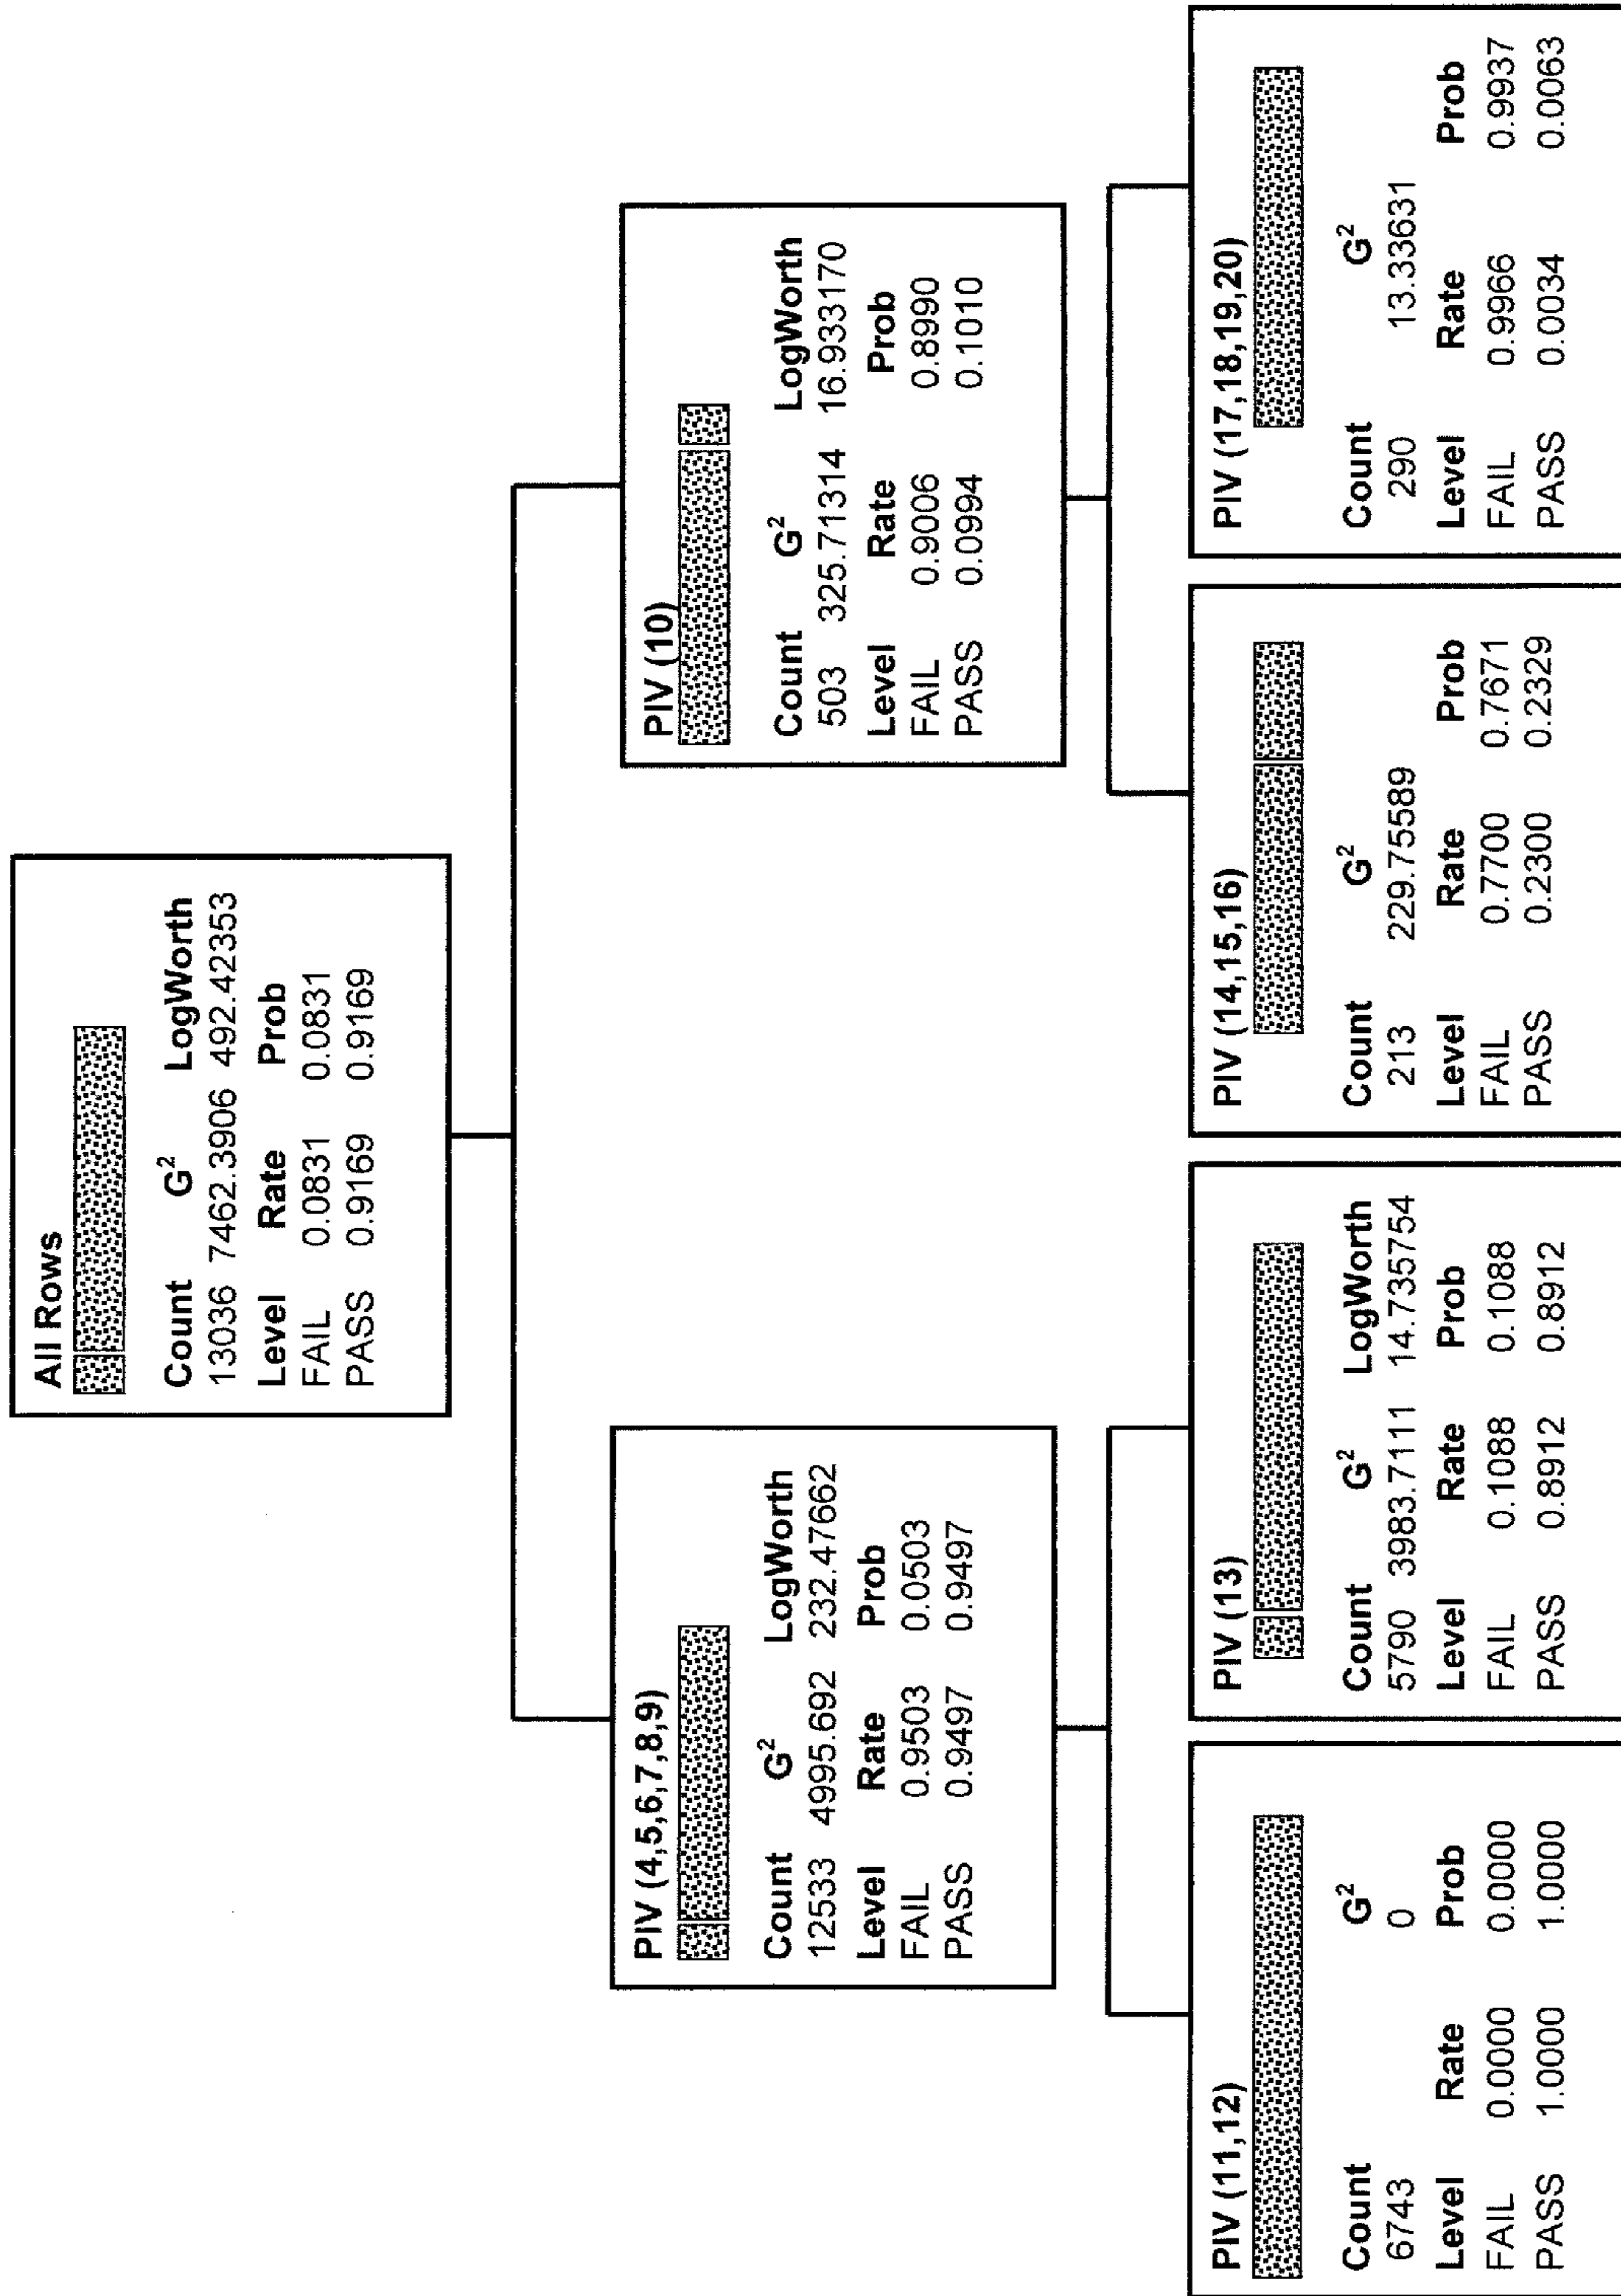 All Rows
Count G² LogWorth
13036 7462.3906 492.42353
Level Rate Prob
FAIL 0.0831 0.0831
PASS 0.9169 0.9169
PIV (4,5,6,7,8,9)
Count G² LogWorth
12533 4995.692 232.47662
Level Rate Prob
FAIL 0.9503 0.0503
PASS 0.9497 0.9497
PIV (10)
Count G² LogWorth
503 325.71314 16.933170
Level Rate Prob
FAIL 0.9006 0.8990
PASS 0.0994 0.1010
PIV (11,12)
Count G²
6743 0
Level Rate Prob
FAIL 0.0000 0.0000
PASS 1.0000 1.0000
PIV (13)
Count G² LogWorth
5790 3983.7111 14.735754
Level Rate Prob
FAIL 0.1088 0.1088
PASS 0.8912 0.8912
PIV (14,15,16)
Count G²
213 229.75589
Level Rate Prob
FAIL 0.7700 0.7671
PASS 0.2300 0.2329
PIV (17,18,19,20)
Count G²
290 13.33631
Level Rate Prob
FAIL 0.9966 0.9937
PASS 0.0034 0.0063